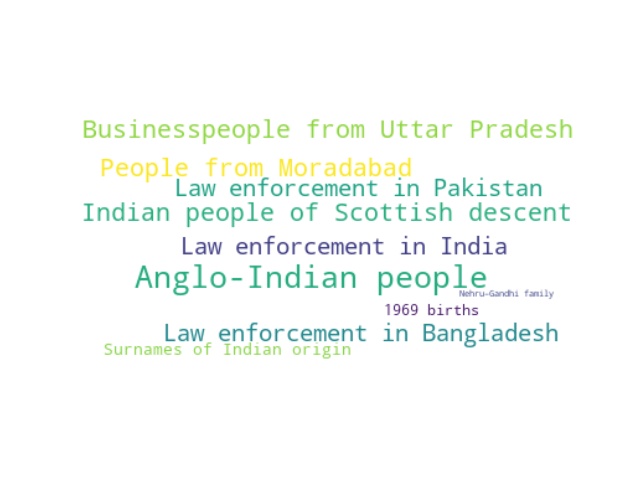 Businesspeople from Uttar Pradesh
People from Moradabad
Law enforcement in Pakistan
Indian people of Scottish descent
Law enforcement in India
Anglo-Indian people
Nehru–Gandhi family
1969 births
Law enforcement in Bangladesh
Surnames of Indian origin